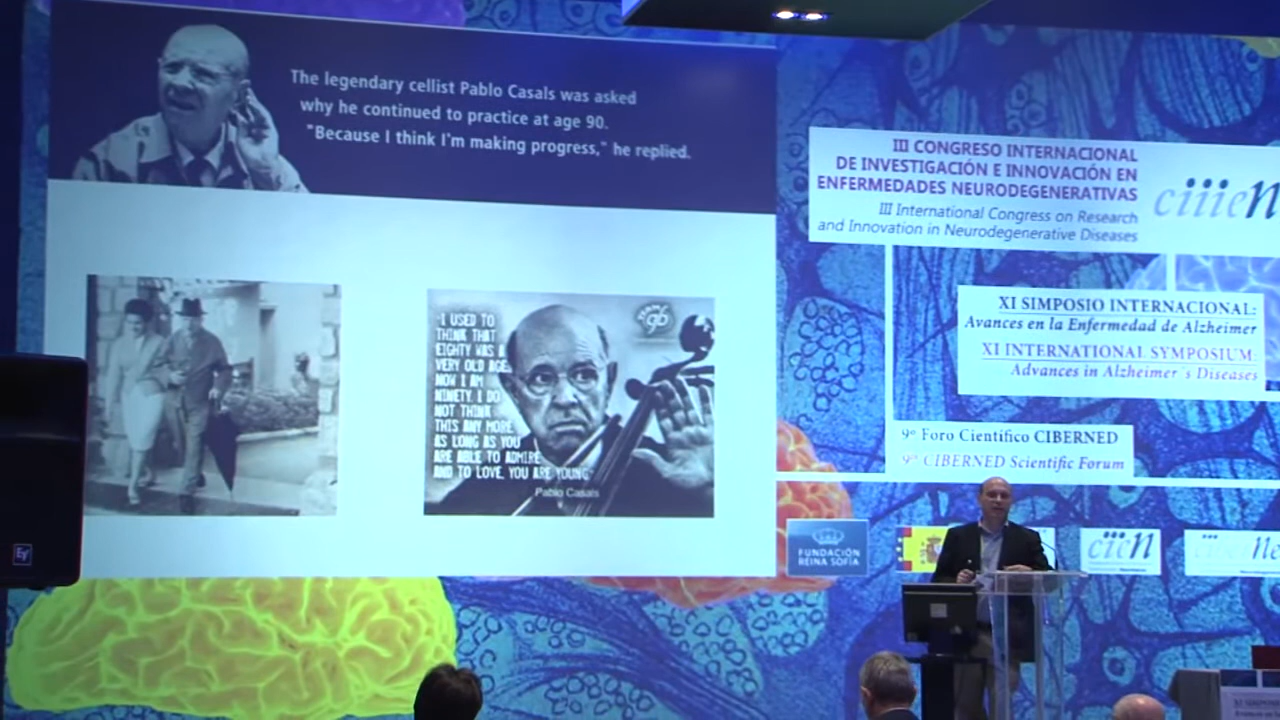 The legendary cellist Pablo Casals was asked
why he continued to practice at age 90.
"Because I think I'm making progress," he replied.
"I USED TO
THINK THAT
EIGHTY WAS A
VERY OLD AGE.
NOW I AM
NINETY. I DO
NOT THINK
THIS ANY MORE.
AS LONG AS YOU
ARE ABLE TO ADMIRE
AND TO LOVE, YOU ARE YOUNG"
Pablo Casals
96
III CONGRESO INTERNACIONAL
DE INVESTIGACIÓN E INNOVACIÓN EN
ENFERMEDADES NEURODEGENERATIVAS
III International Congress on Research
and Innovation in Neurodegenerative Diseases
ciiieN
XI SIMPOSIO INTERNACIONAL:
Avances en la Enfermedad de Alzheimer
XI INTERNATIONAL SYMPOSIUM:
Advances in Alzheimer´s Diseases
9º Foro Científico CIBERNED
9th CIBERNED Scientific Forum
FUNDACIÓN
REINA SOFÍA
ciien
EV